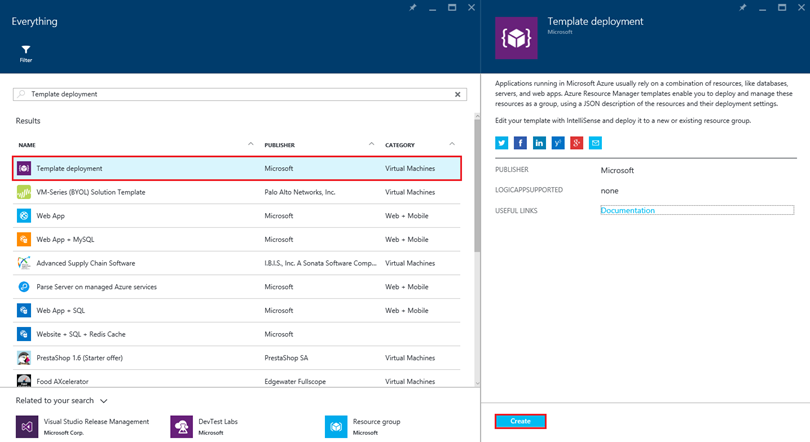 Everything
Filter
Template deployment
Results
NAME PUBLISHER CATEGORY
Template deployment Microsoft Virtual Machines
VM-Series (BYOL) Solution Template Palo Alto Networks, Inc. Virtual Machines
Web App Microsoft Web + Mobile
Web App + MySQL Microsoft Web + Mobile
Advanced Supply Chain Software I.B.I.S., Inc. A Sonata Software Comp... Virtual Machines
Parse Server on managed Azure services Microsoft Web + Mobile
Web App + SQL Microsoft Web + Mobile
Website + SQL + Redis Cache Microsoft
PrestaShop 1.6 (Starter offer) PrestaShop SA Virtual Machines
Food AXcelerator Edgewater Fullscope Virtual Machines
Related to your search
Visual Studio Release Management
Microsoft Corp.
DevTest Labs
Microsoft
Resource group
Microsoft
Template deployment
Microsoft
Applications running in Microsoft Azure usually rely on a combination of resources, like databases,
servers, and web apps. Azure Resource Manager templates enable you to deploy and manage these
resources as a group, using a JSON description of the resources and their deployment settings.
Edit your template with IntelliSense and deploy it to a new or existing resource group.
PUBLISHER Microsoft
LOGICAPPSUPPORTED none
USEFUL LINKS Documentation
Create